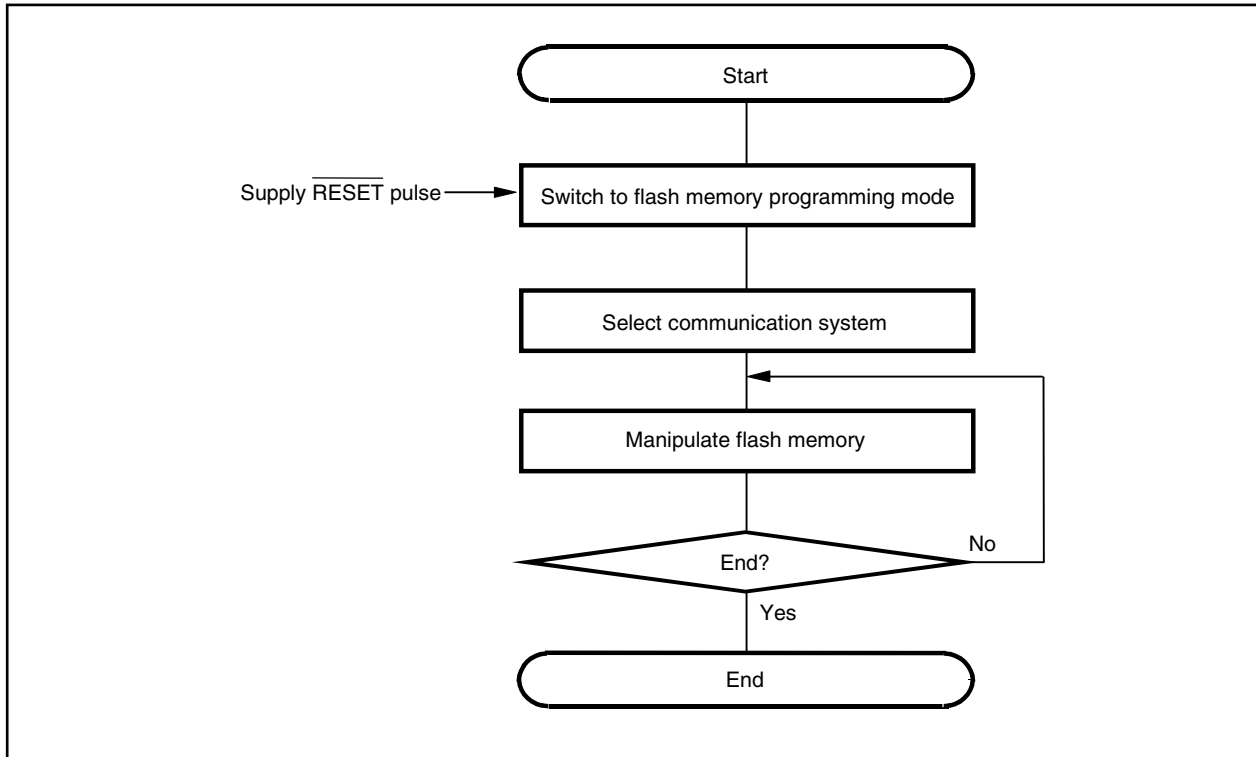 Start
Supply RESET pulse
Switch to flash memory programming mode
Select communication system
Manipulate flash memory
End?
No
Yes
End